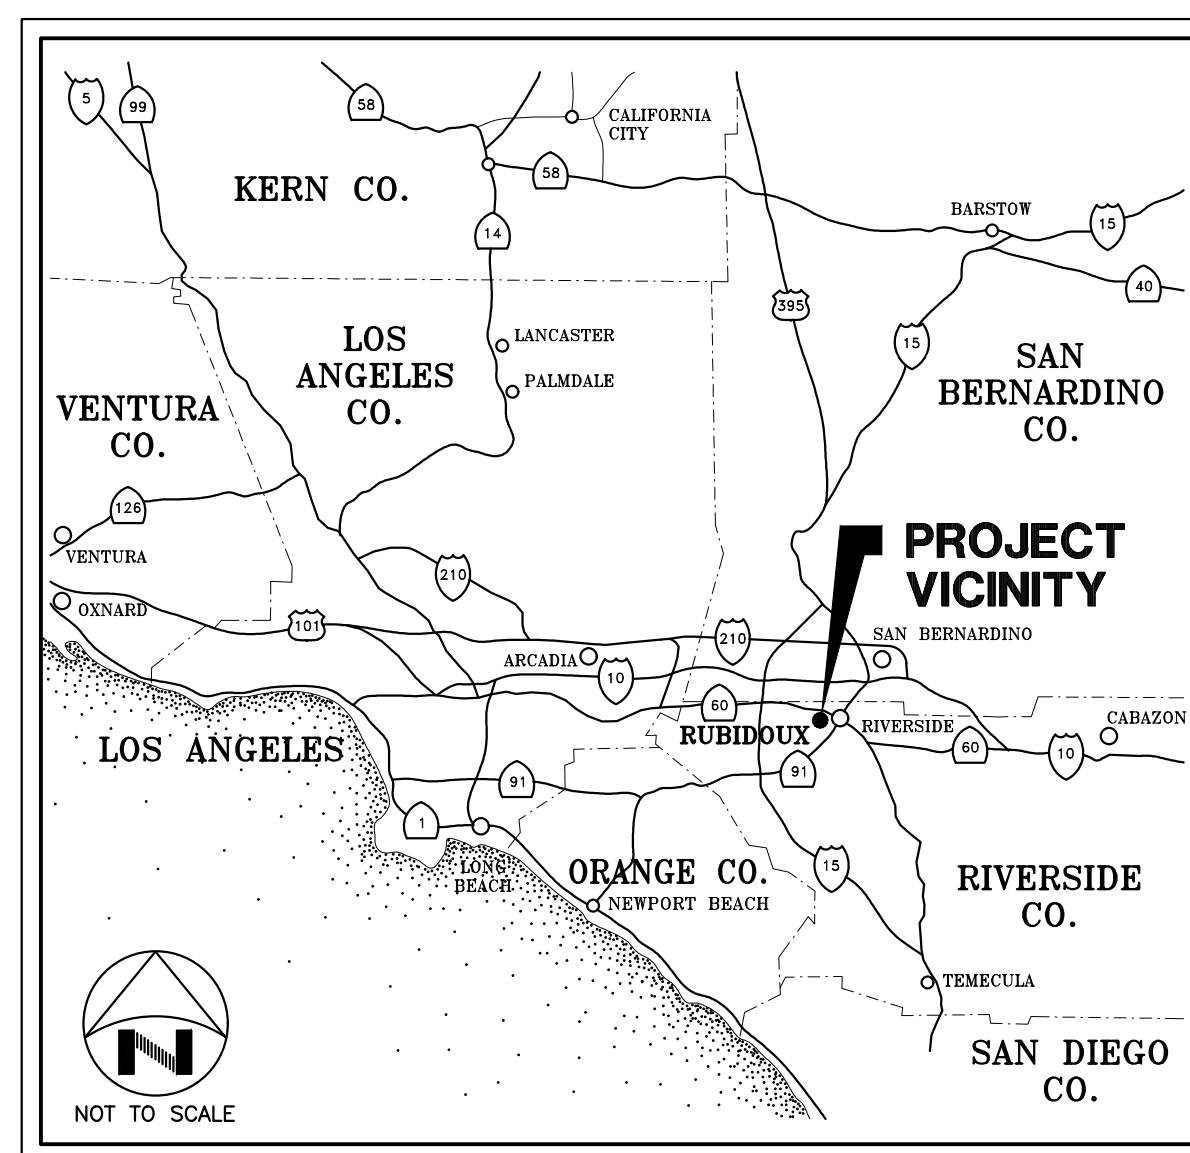 5
99
58
CALIFORNIA
CITY
58
KERN CO.
BARSTOW
15
14
40
395
LOS
ANGELES
CO.
LANCASTER
PALMDALE
15
SAN
BERNARDINO
CO.
VENTURA
CO.
126
VENTURA
PROJECT
VICINITY
210
OXNARD
101
210
SAN BERNARDINO
ARCADIA
10
60
RUBIDOUX
RIVERSIDE
CABAZON
60
10
LOS ANGELES
91
91
1
LONG
BEACH
ORANGE CO.
15
NEWPORT BEACH
RIVERSIDE
CO.
TEMECULA
N
SAN DIEGO
CO.
NOT TO SCALE